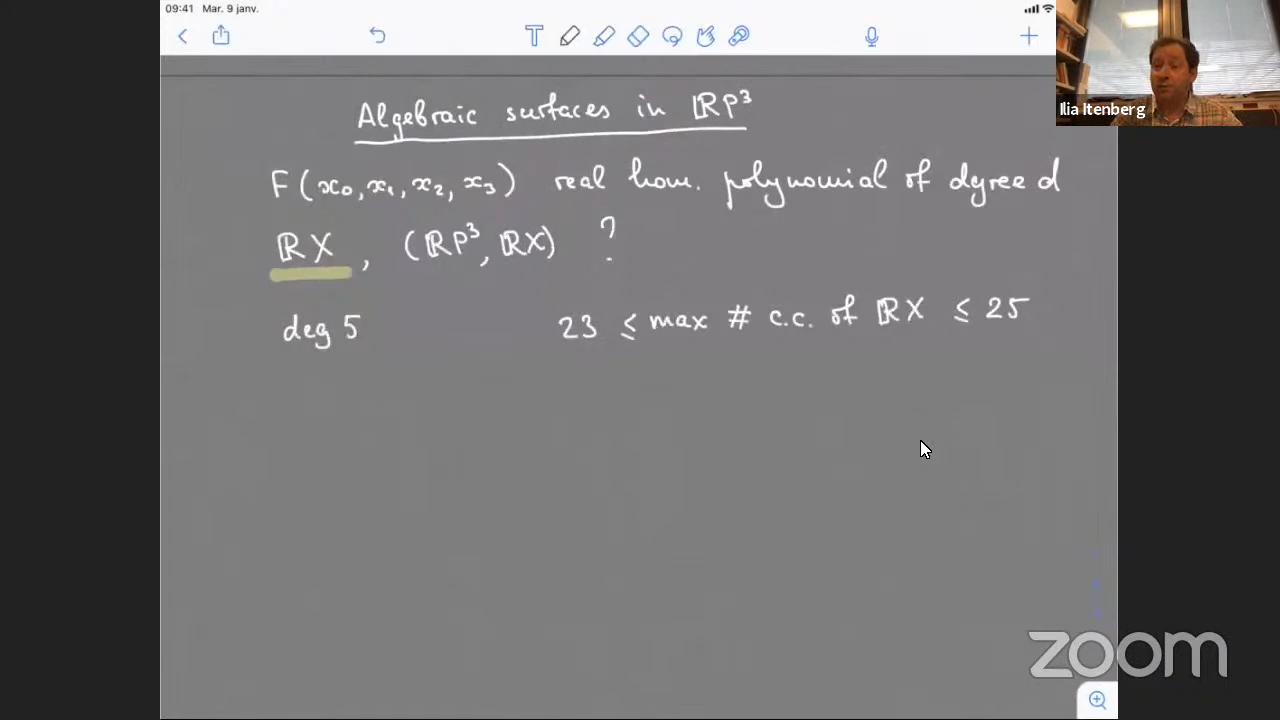 09:41 Mar. 9 janv.
Ilia Itenberg
Algebraic surfaces in ℝP³
F(x₀,x₁,x₂,x₃) real hom. polynomial of dgree d
ℝX, (ℝP³, ℝX) ?
deg 5 23 ≤ max # c.c. of ℝX ≤ 25
zoom